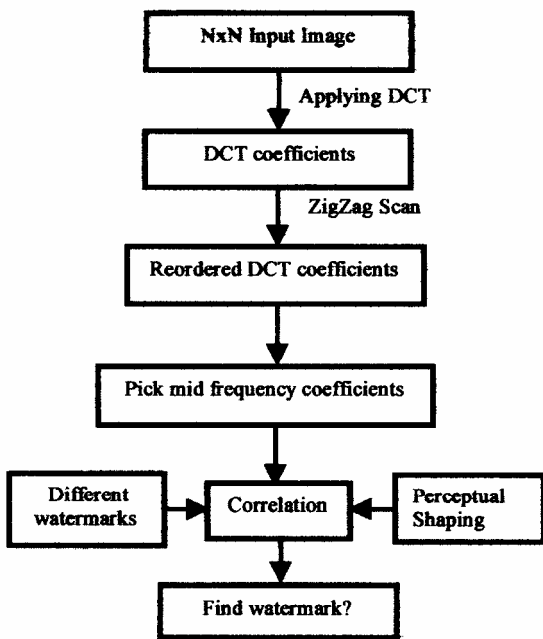 NxN Input Image
Applying DCT
DCT coefficients
ZigZag Scan
Reordered DCT coefficients
Pick mid frequency coefficients
Different
watermarks
Correlation
Perceptual
Shaping
Find watermark?